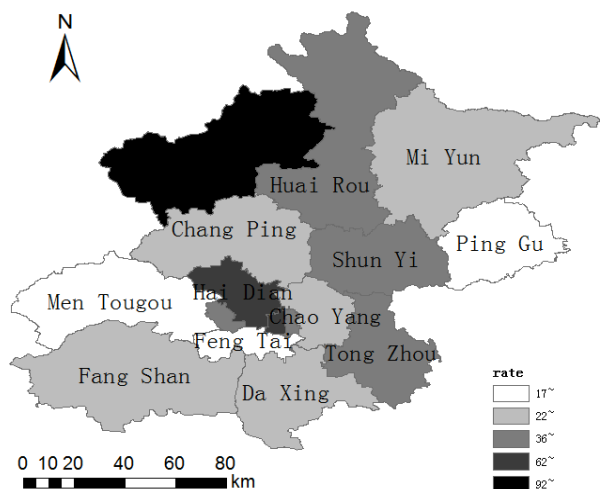 N
Mi Yun
Huai Rou
Chang Ping
Ping Gu
Shun Yi
Hai Dian
Men Tougou
Chao Yang
Feng Tai
Tong Zhou
Fang Shan
Da Xing
rate
17~
22~
36~
62~
92~
0 10 20 40 60 80
km